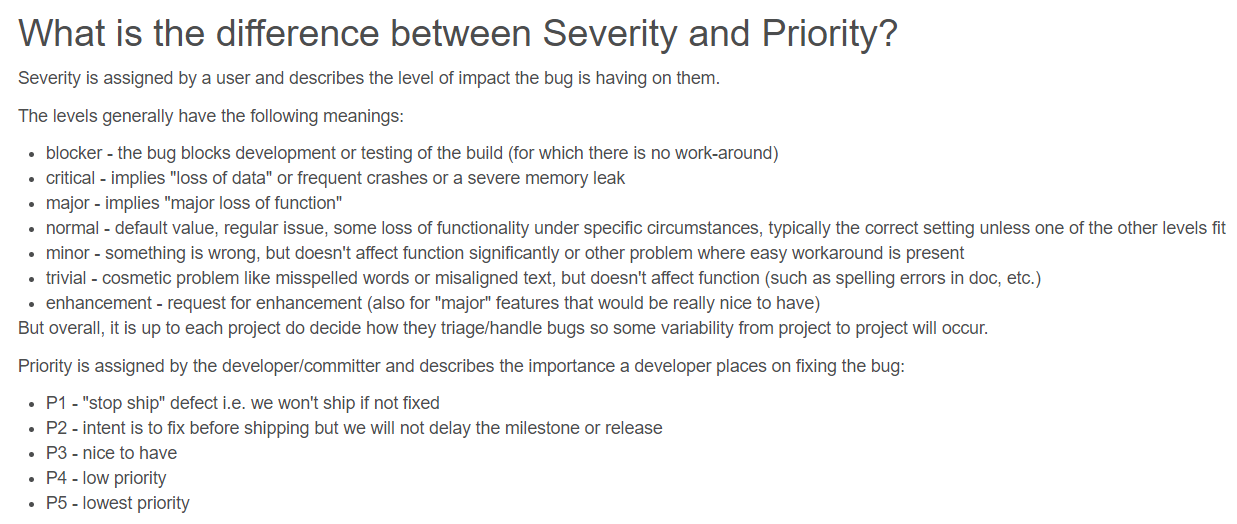 What is the difference between Severity and Priority?
Severity is assigned by a user and describes the level of impact the bug is having on them.
The levels generally have the following meanings:
• blocker - the bug blocks development or testing of the build (for which there is no work-around)
• critical - implies "loss of data" or frequent crashes or a severe memory leak
• major - implies "major loss of function"
• normal - default value, regular issue, some loss of functionality under specific circumstances, typically the correct setting unless one of the other levels fit
• minor - something is wrong, but doesn't affect function significantly or other problem where easy workaround is present
• trivial - cosmetic problem like misspelled words or misaligned text, but doesn't affect function (such as spelling errors in doc, etc.)
• enhancement - request for enhancement (also for "major" features that would be really nice to have)
But overall, it is up to each project do decide how they triage/handle bugs so some variability from project to project will occur.
Priority is assigned by the developer/committer and describes the importance a developer places on fixing the bug:
• P1 - "stop ship" defect i.e. we won't ship if not fixed
• P2 - intent is to fix before shipping but we will not delay the milestone or release
• P3 - nice to have
• P4 - low priority
• P5 - lowest priority